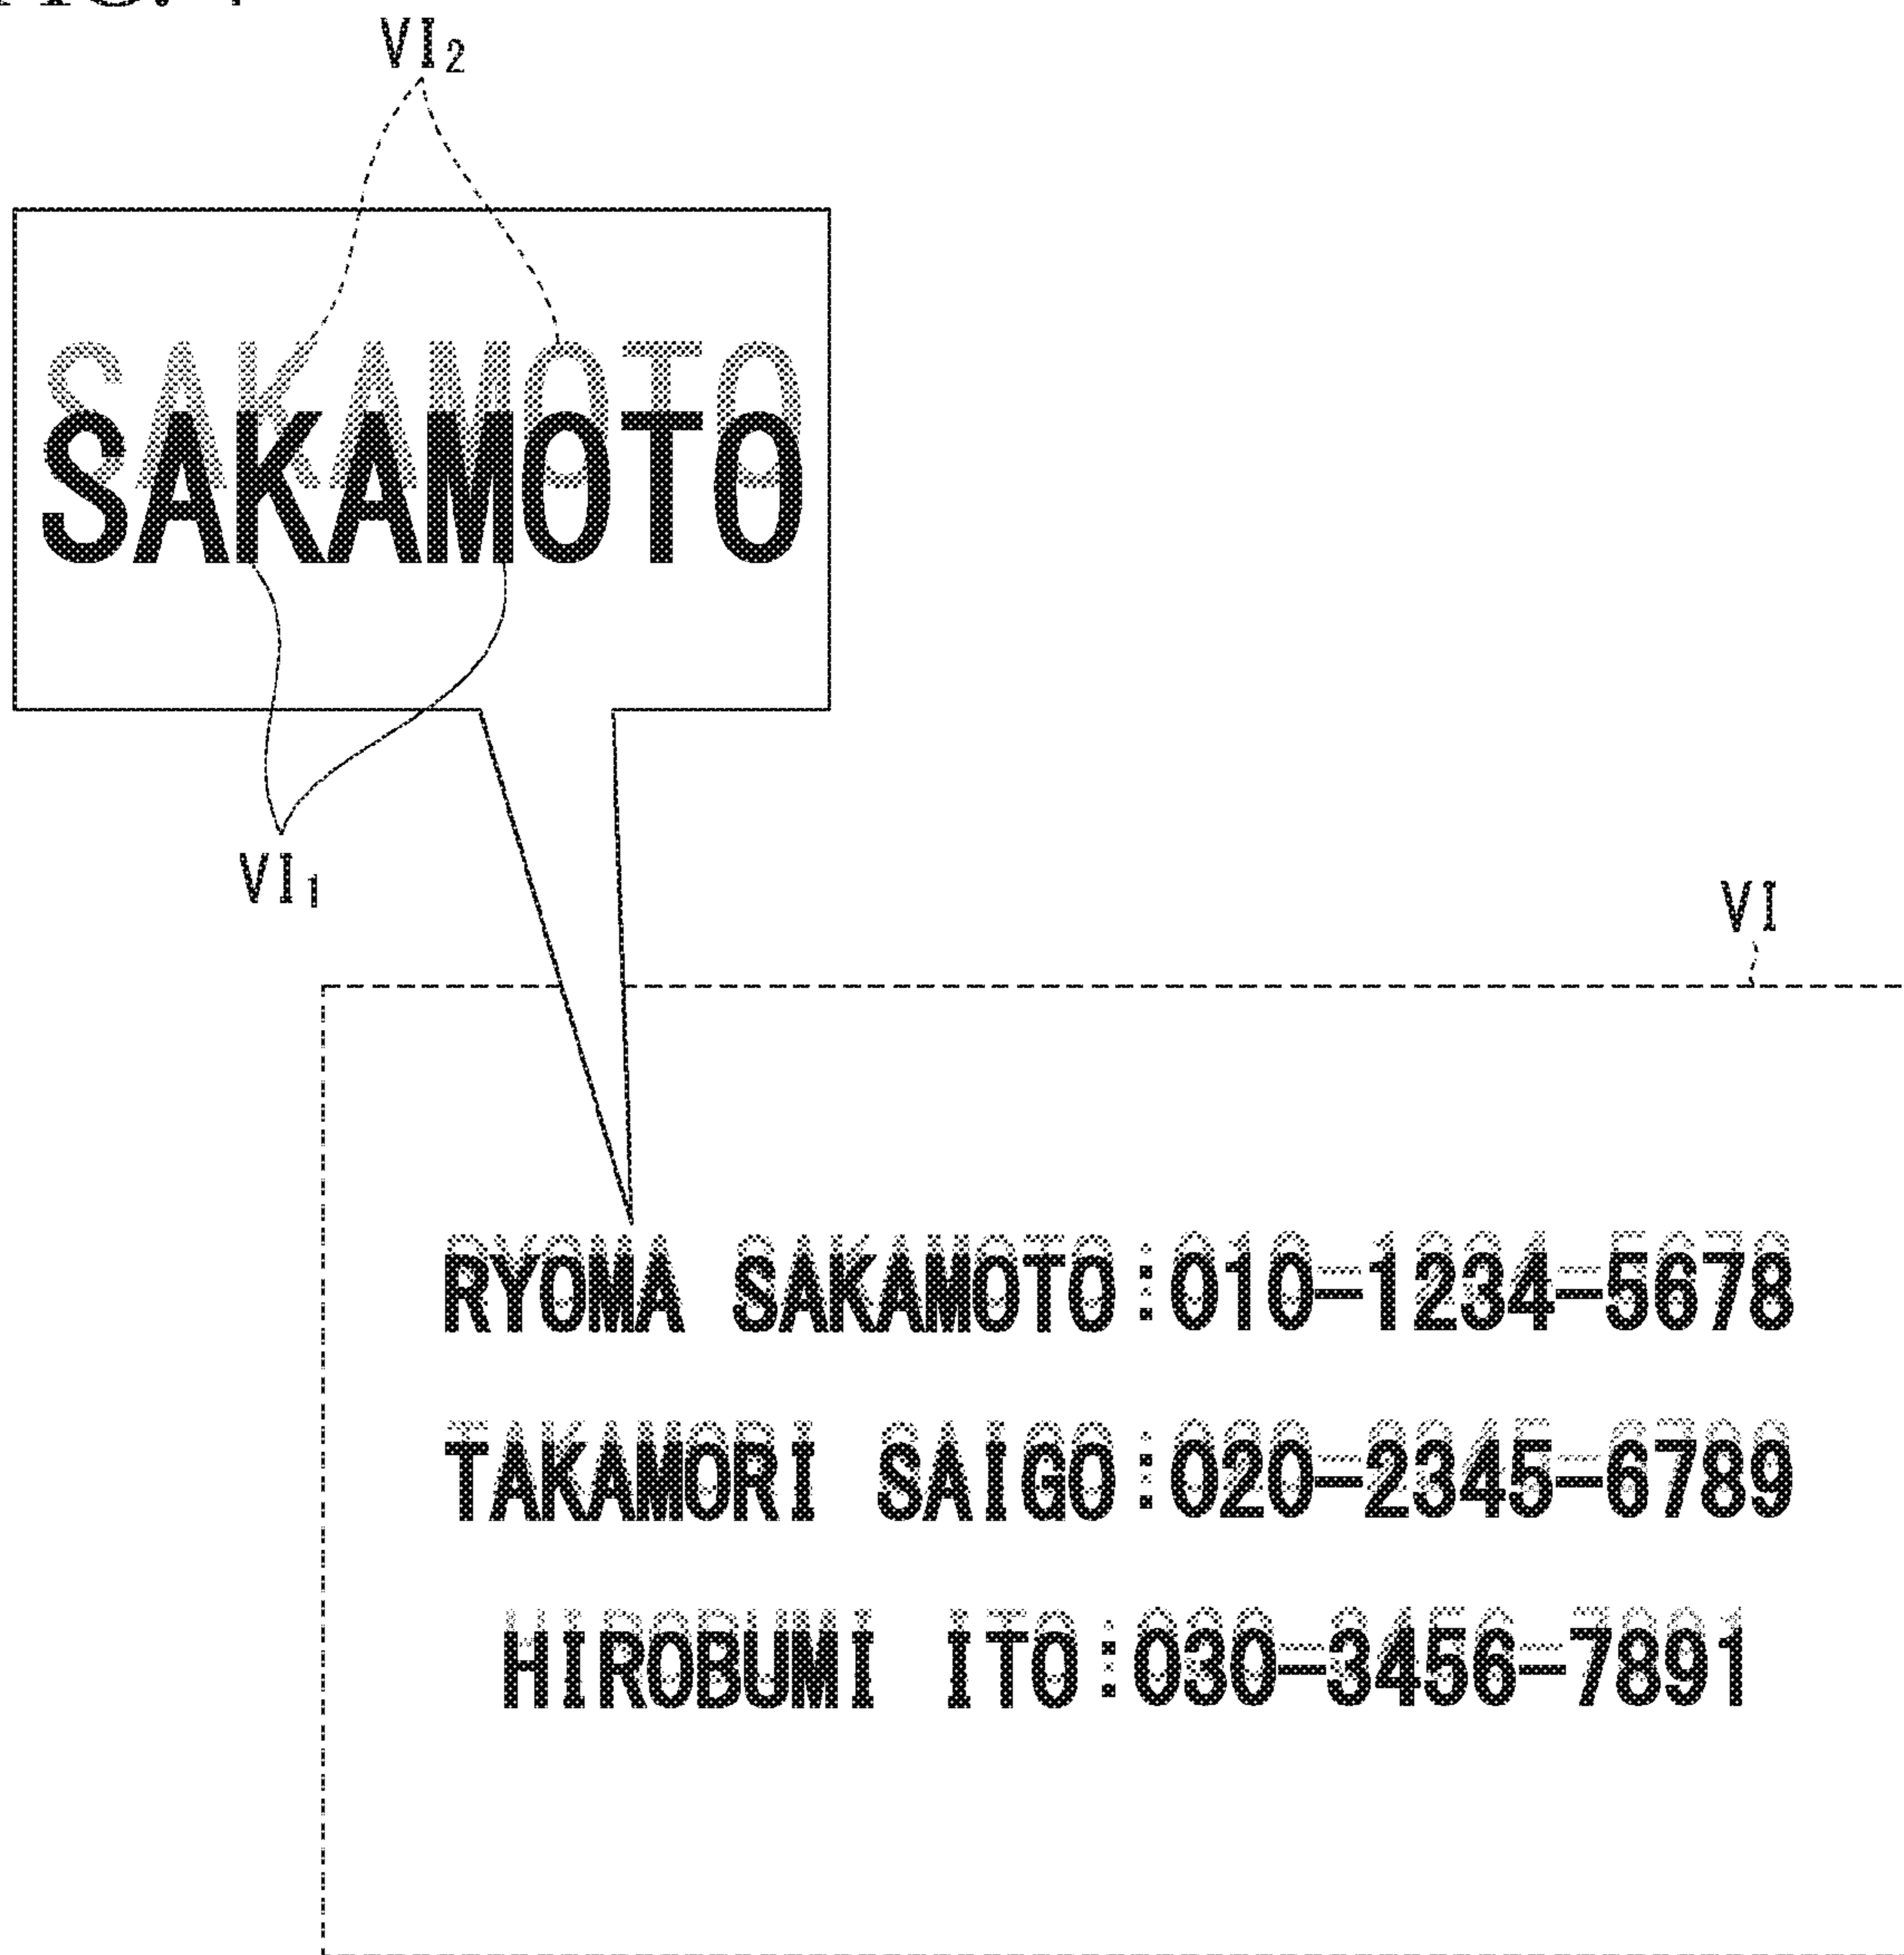 VI₂
SAKAMOTO
VI₁
VI
RYOMA SAKAMOTO:010-1234-5678
TAKAMORI SAIGO:020-2345-6789
HIROBUMI ITO:030-3456-7891